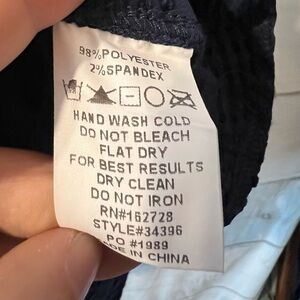 98%POLYESTER
2%SPANDEX
HAND WASH COLD
DO NOT BLEACH
FLAT DRY
FOR BEST RESULTS
DRY CLEAN
DO NOT IRON
RN#162728
STYLE#34396
PO #1989
MADE IN CHINA